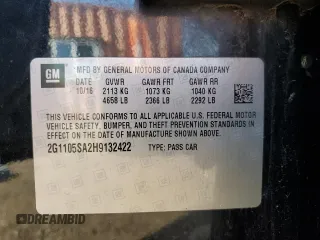 GM
MFD BY GENERAL MOTORS OF CANADA COMPANY
DATE GVWR GAWR FRT GAWR RR
10/16 2113 KG 1073 KG 1040 KG
4658 LB 2366 LB 2292 LB
THIS VEHICLE CONFORMS TO ALL APPLICABLE U.S. FEDERAL MOTOR
VEHICLE SAFETY, BUMPER, AND THEFT PREVENTION STANDARDS IN
EFFECT ON THE DATE OF MANUFACTURE SHOWN ABOVE.
2G1105SA2H9132422 TYPE: PASS CAR
DREAMBID